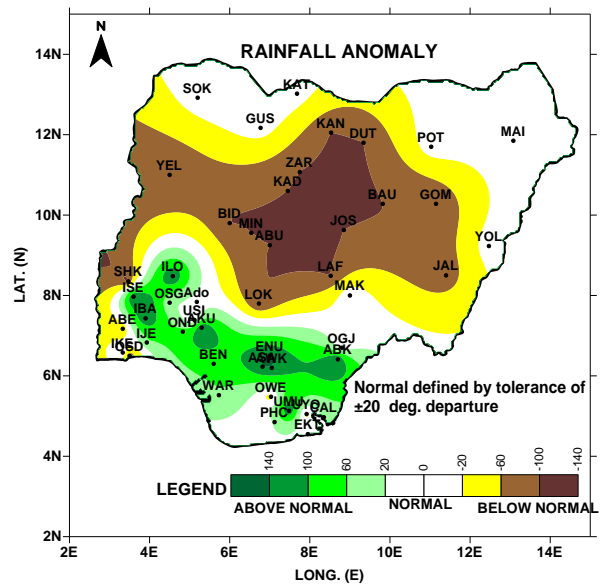 RAINFALL ANOMALY
N
14N
12N
10N
8N
6N
4N
2N
LAT. (N)
SOK
KAT
GUS
KAN
DUT
POT
MAI
YEL
ZAR
KAD
BAU
GOM
BID
MIN
ABU
JOS
YOL
SHK
ILO
LAF
JAL
ISE
OSG
Ado
LOK
MAK
IBA
USI
ABE
OND
AKU
IJE
IKE
OGJ
ENU
ABK
BEN
AWK
WAR
OWE
UMU
UYO
CAL
PHC
EKT
Normal defined by tolerance of
±20 deg. departure
140
100
60
20
0
-20
-60
-100
-140
LEGEND
ABOVE NORMAL
NORMAL
BELOW NORMAL
2E
4E
6E
8E
10E
12E
14E
LONG. (E)